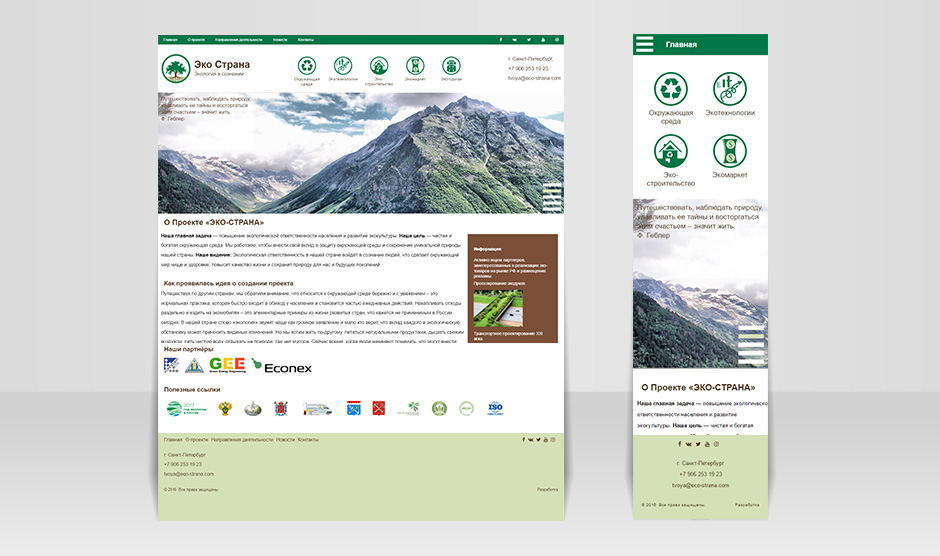 Главная О проекте Направления деятельности Новости Контакты
Эко Страна
Экология в сознании
Окружающая среда
Экотехнологии
Эко-строительство
Экомаркет
Экотуризм
г. Санкт-Петербург,
+7 906 253 19 23,
tvoya@eco-strana.com
Путешествовать, наблюдать природу,
улавливать ее тайны и восторгаться
этим счастьем – значит жить.
Ф. Геблер
О Проекте «ЭКО-СТРАНА»
Наша главная задача — повышение экологической ответственности населения и развитие экокультуры. Наша цель — чистая и
богатая окружающая среда. Мы работаем, чтобы внести свой вклад в защиту окружающей среды и сохранение уникальной природы
нашей страны. Наше видение: Экологическая ответственность в нашей стране войдёт в сознание людей, что сделает окружающий
мир чище и здоровее, повысит качество жизни и сохранит природу для нас и будущих поколений
Как проявилась идея о создании проекта
Путешествуя по другим странам, мы обратили внимание, что относятся к окружающей среде бережно и с уважением – это
нормальная практика, которая быстро входит в обиход у населения и становится частью ежедневных действий. Накапливать отходы
раздельно и ездить на экомобилях – это элементарные примеры из жизни развитых стран, что кажется не применимым в России
сегодня. В нашей стране слово «экология» звучит чаще как громкое заявление и мало кто верит, что вклад каждого в экологическую
обстановку может приносить видимые изменения. Но мы хотим жить по-другому: питаться натуральными продуктами, дышать свежим
воздухом, пить чистую воду, отдыхать на природе, где нет мусора. Сейчас время, когда люди начинают понимать, что могут внести
Информация
Активно ищем партнеров,
заинтересованных в реализации эко-
товаров на рынке РФ и размещения
рекламы
Проектирование модулей
Транспортное проектирование XXI
века
Наши партнёры
GEE
Green Energy Engineering
Econex
Полезные ссылки
2017
ГОД ЭКОЛОГИИ
В РОССИИ
ISO
Главная О проекте Направления деятельности Новости Контакты
г. Санкт-Петербург
+7 906 253 19 23
tvoya@eco-strana.com
© 2016 Все права защищены
Разработка
Главная
Окружающая
среда
Экотехнологии
Эко-
строительство
Экомаркет
Путешествовать, наблюдать природу,
улавливать ее тайны и восторгаться
этим счастьем – значит жить.
Ф. Геблер
О Проекте «ЭКО-СТРАНА»
Наша главная задача — повышение экологической
ответственности населения и развитие
экокультуры. Наша цель — чистая и богатая
г. Санкт-Петербург
+7 906 253 19 23
tvoya@eco-strana.com
© 2016 Все права защищены
Разработка